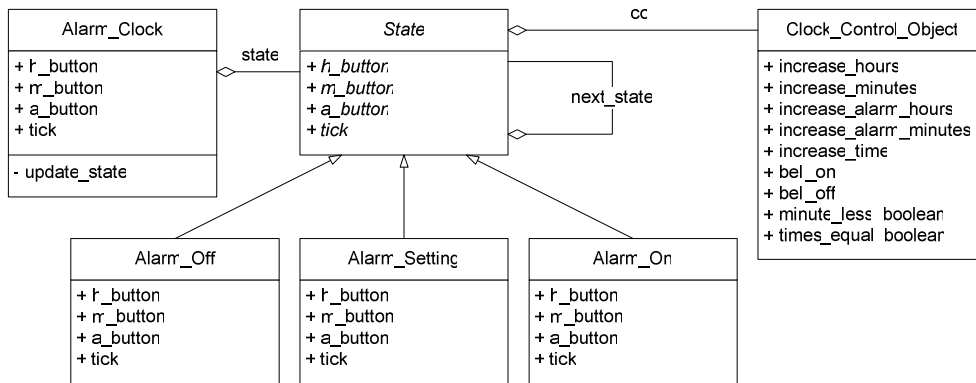 Alarm_Clock
+ h_button
+ m_button
+ a_button
+ tick
- update_state
state
State
+ h_button
+ m_button
+ a_button
+ tick
next_state
cc
Clock_Control_Object
+ increase_hours
+ increase_minutes
+ increase_alarm_hours
+ increase_alarm_minutes
+ increase_time
+ bell_on
+ bell_off
+ minute_less boolean
+ times_equal boolean
Alarm_Off
+ h_button
+ m_button
+ a_button
+ tick
Alarm_Setting
+ h_button
+ m_button
+ a_button
+ tick
Alarm_On
+ h_button
+ m_button
+ a_button
+ tick